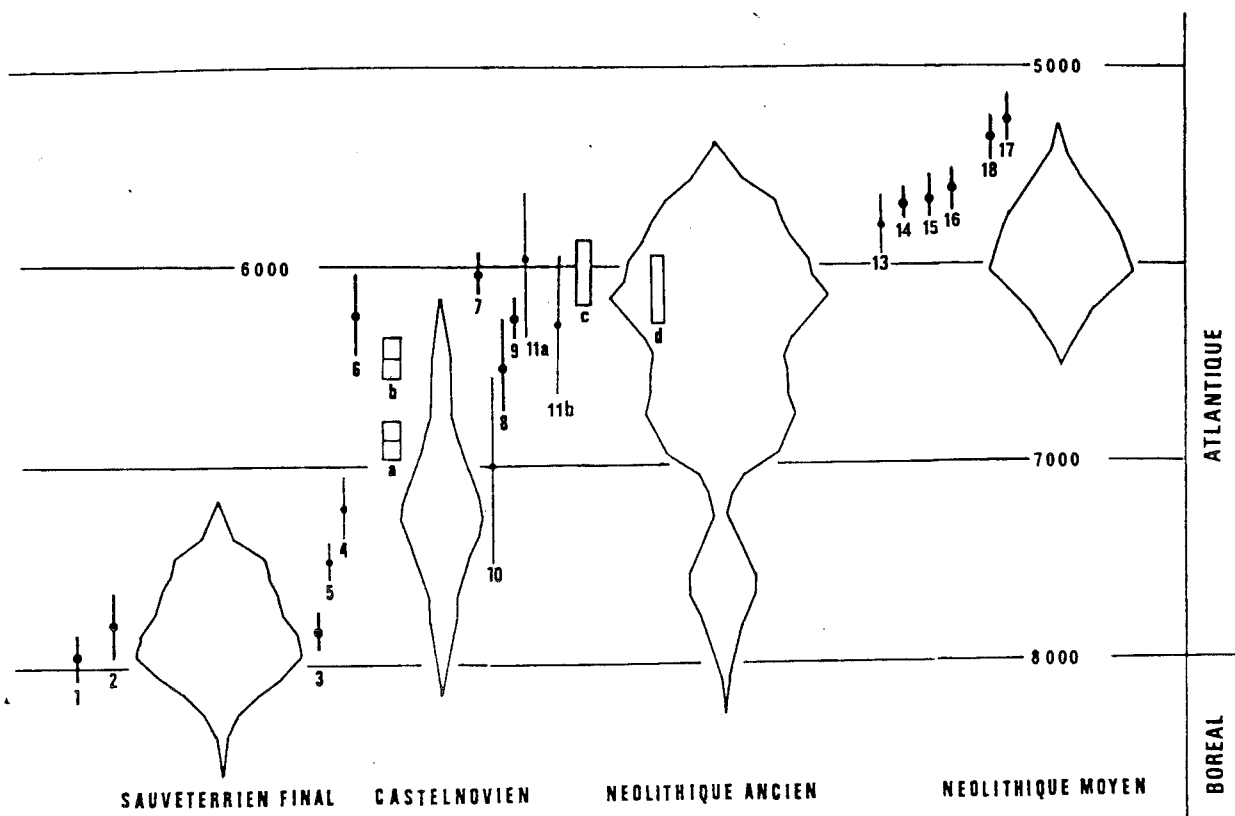 5000
17
18
16
15
14
13
6000
7
c
9
11a
d
6
b
8
11b
ATLANTIQUE
a
7000
4
5
10
3
8000
2
1
BOREAL
SAUVETERRIEN FINAL CASTELNOVIEN NEOLITHIQUE ANCIEN NEOLITHIQUE MOYEN